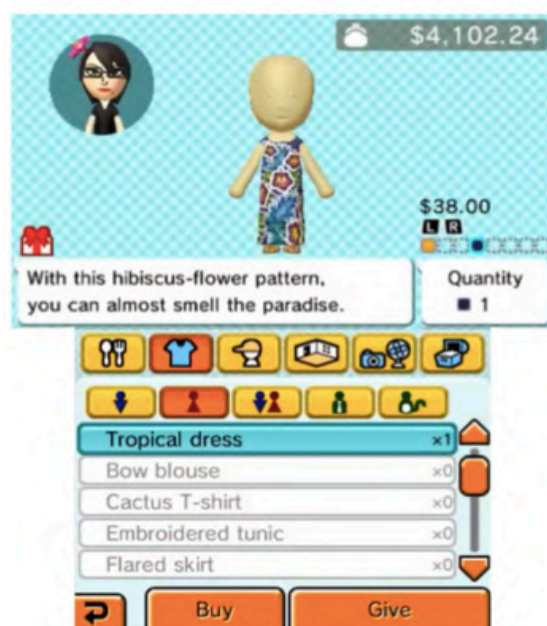 $4,102.24
$38.00
L R
With this hibiscus-flower pattern,
you can almost smell the paradise.
Quantity
1
Tropical dress ×1
Bow blouse ×0
Cactus T-shirt ×0
Embroidered tunic ×0
Flared skirt ×0
Buy Give